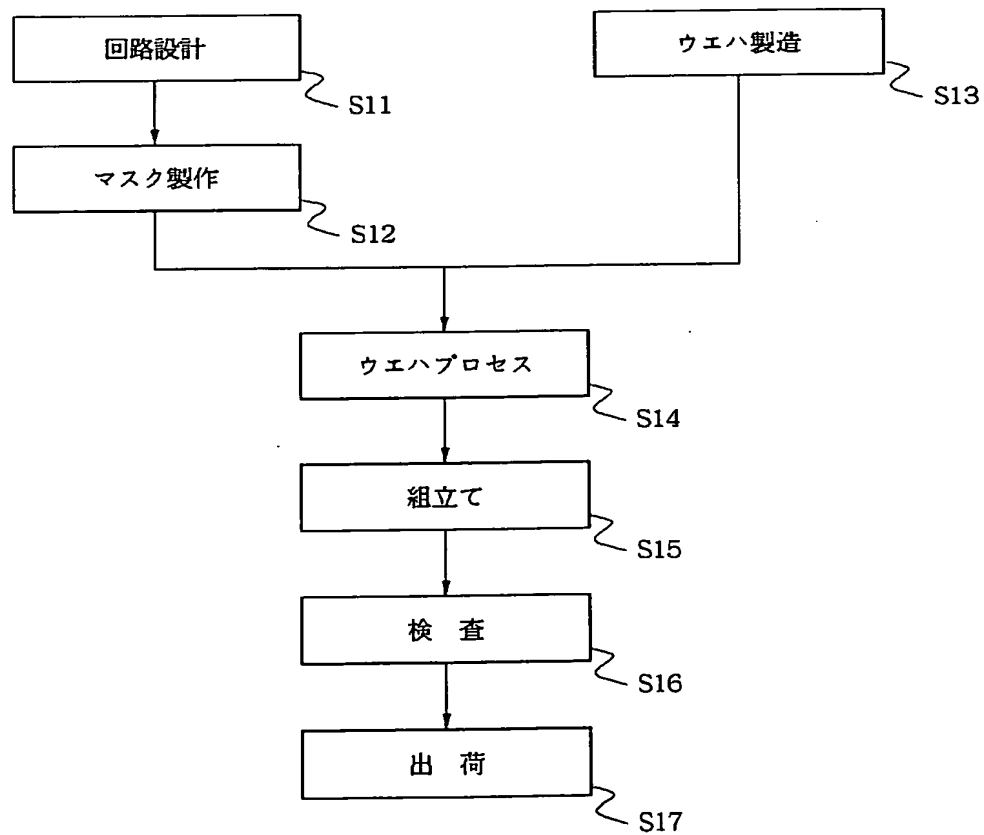 回路設計
S11
ウエハ製造
S13
マスク製作
S12
ウエハプロセス
S14
組立て
S15
検 査
S16
出 荷
S17